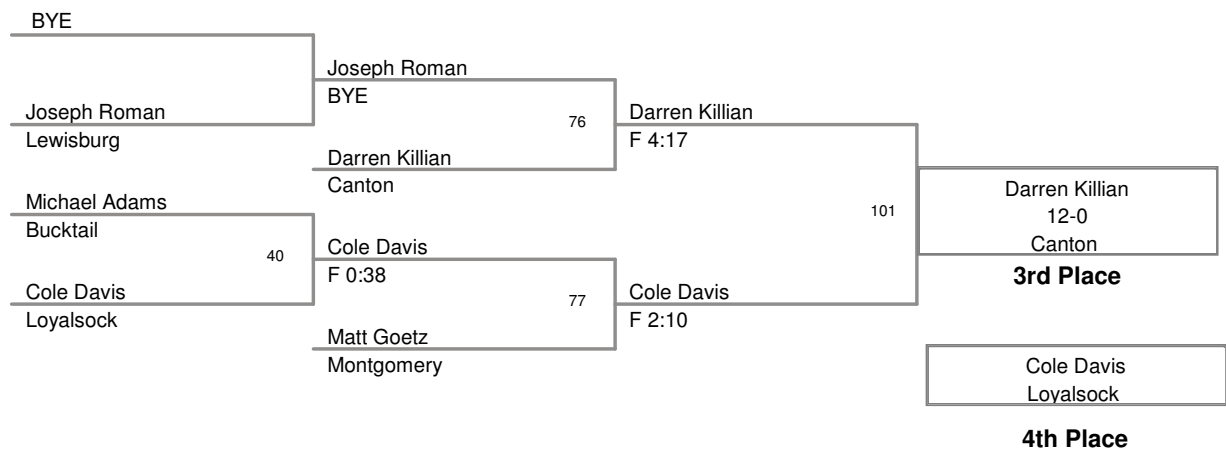 BYE
Joseph Roman
BYE
Joseph Roman
Lewisburg
76
Darren Killian
F 4:17
Darren Killian
Canton
Michael Adams
Bucktail
101
Darren Killian
12-0
Canton
3rd Place
40
Cole Davis
F 0:38
Cole Davis
Loyalsock
77
Cole Davis
F 2:10
Matt Goetz
Montgomery
Cole Davis
Loyalsock
4th Place